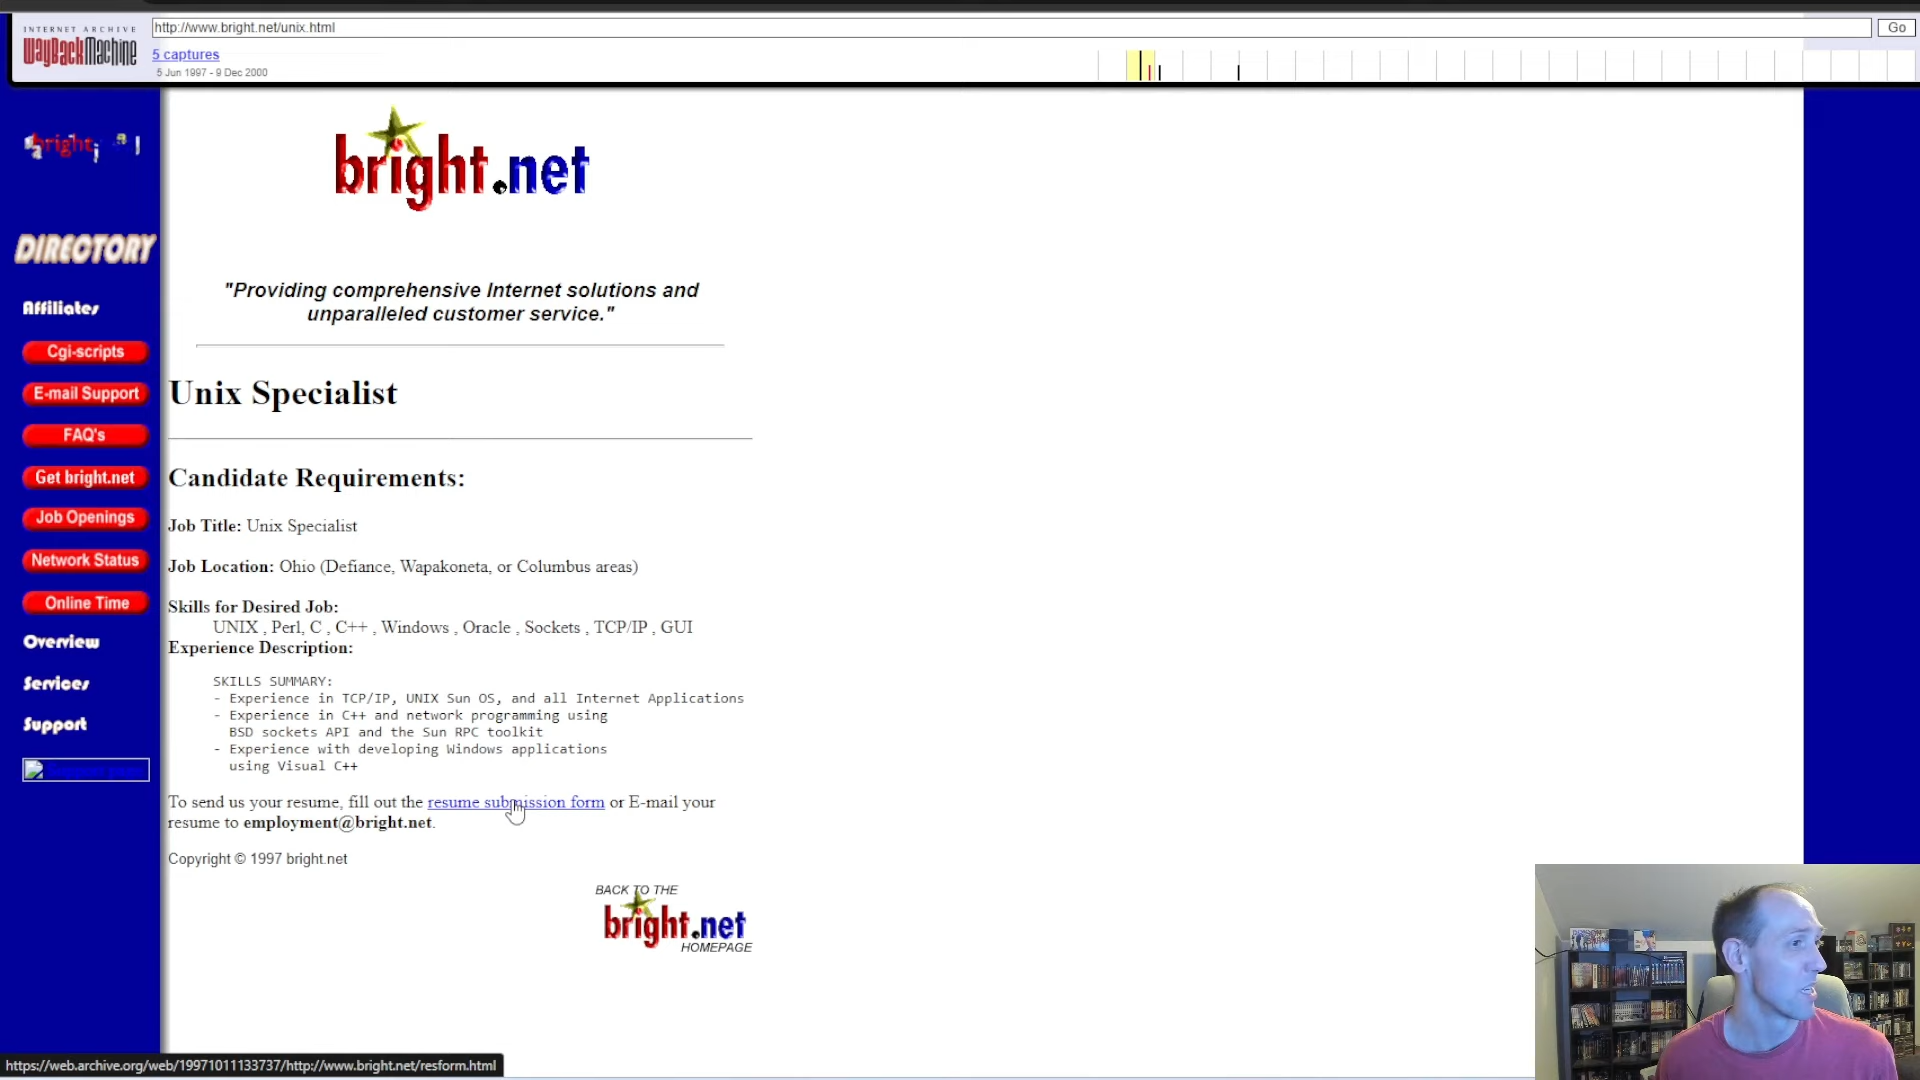 INTERNET ARCHIVE
WayBackMachine
http://www.bright.net/unix.html
Go
5 captures
5 Jun 1997 - 9 Dec 2000
bright
DIRECTORY
Affiliates
Cgi-scripts
E-mail Support
FAQ's
Get bright.net
Job Openings
Network Status
Online Time
Overview
Services
Support
bright.net
"Providing comprehensive Internet solutions and
unparalleled customer service."
Unix Specialist
Candidate Requirements:
Job Title: Unix Specialist
Job Location: Ohio (Defiance, Wapakoneta, or Columbus areas)
Skills for Desired Job:
UNIX , Perl, C , C++ , Windows , Oracle , Sockets , TCP/IP , GUI
Experience Description:
SKILLS SUMMARY:
- Experience in TCP/IP, UNIX Sun OS, and all Internet Applications
- Experience in C++ and network programming using
BSD sockets API and the Sun RPC toolkit
- Experience with developing Windows applications
using Visual C++
To send us your resume, fill out the resume submission form or E-mail your
resume to employment@bright.net.
Copyright © 1997 bright.net
BACK TO THE
bright.net
HOMEPAGE
https://web.archive.org/web/19971011133737/http://www.bright.net/resform.html